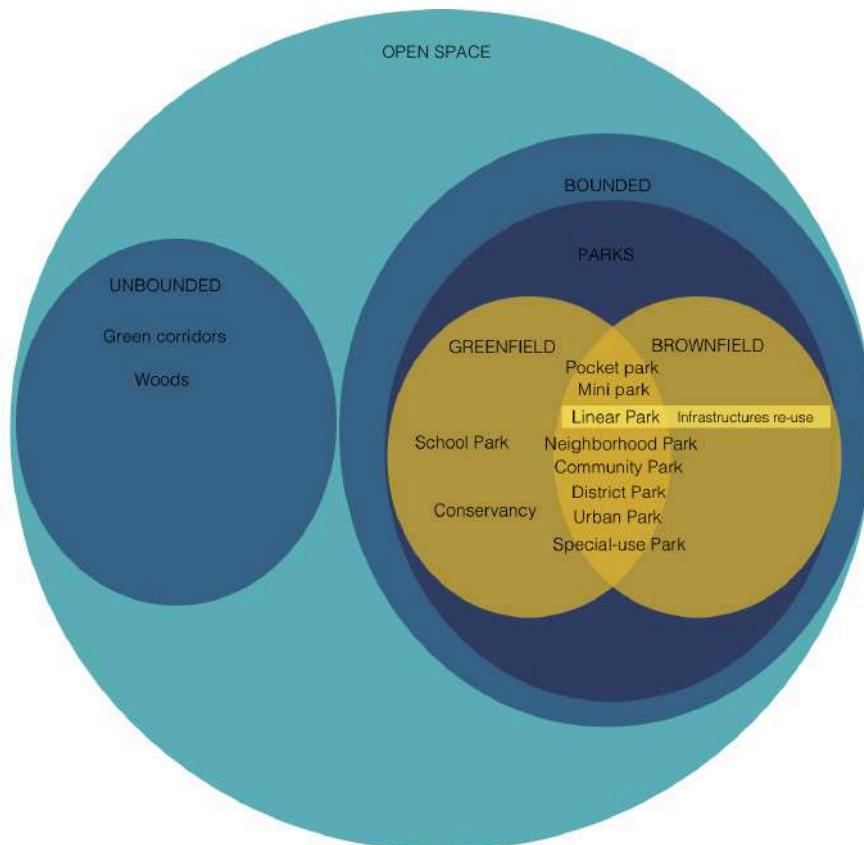 OPEN SPACE
BOUNDED
PARKS
UNBOUNDED
Green corridors
Woods
GREENFIELD
BROWNFIELD
Pocket park
Mini park
Linear Park Infrastructures re-use
School Park
Neighborhood Park
Community Park
District Park
Conservancy
Urban Park
Special-use Park